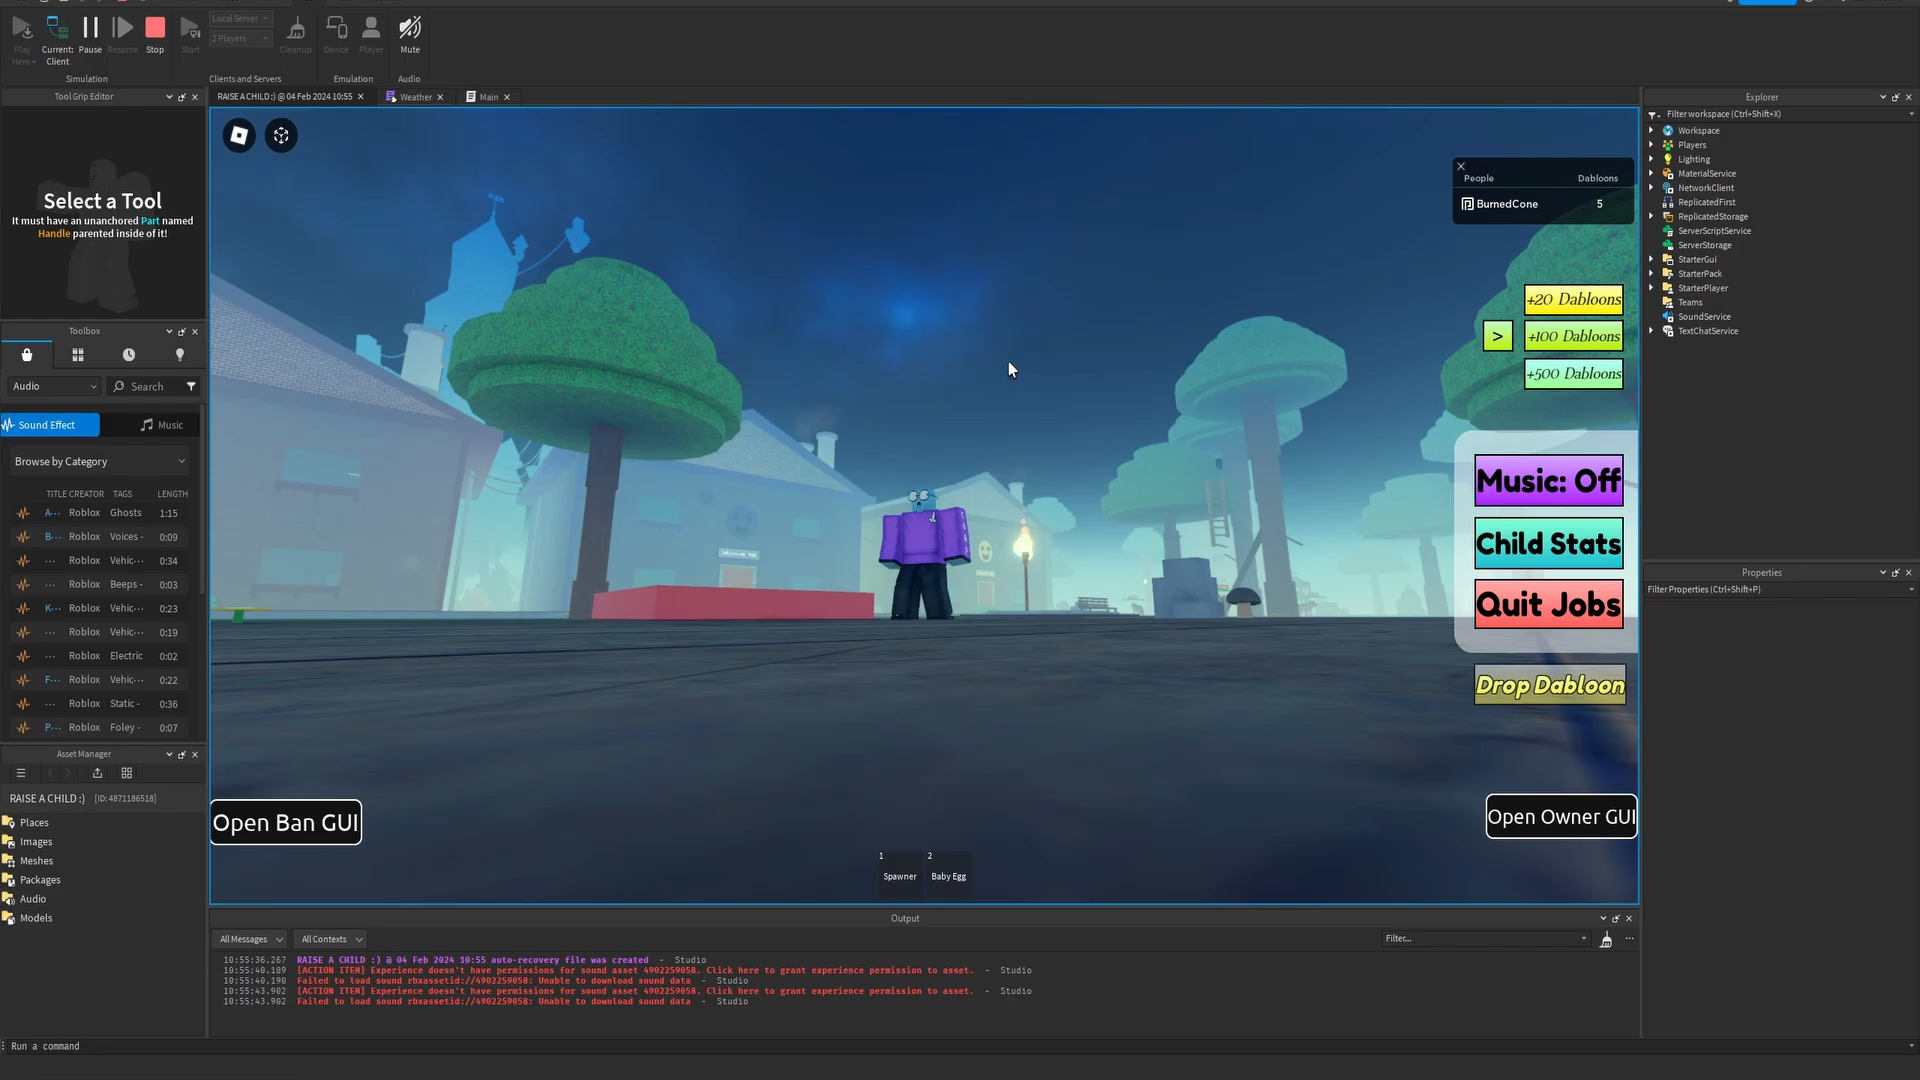 Play
Here
Current:
Client
Pause
Resume
Stop
Start
Local Server
2 Players
Cleanup
Device
Player
Mute
Simulation
Clients and Servers
Emulation
Audio
Tool Grip Editor
Select a Tool
It must have an unanchored Part named
Handle parented inside of it!
Toolbox
Audio
Search
Sound Effect
Music
Browse by Category
TITLE CREATOR TAGS LENGTH
A··· Roblox Ghosts 1:15
B··· Roblox Voices - 0:09
··· Roblox Vehic··· 0:34
··· Roblox Beeps - 0:03
K··· Roblox Vehic··· 0:23
··· Roblox Vehic··· 0:19
··· Roblox Electric 0:02
F··· Roblox Vehic··· 0:22
··· Roblox Static - 0:36
P··· Roblox Foley - 0:07
Asset Manager
RAISE A CHILD :) [ID: 4871186518]
Places
Images
Meshes
Packages
Audio
Models
RAISE A CHILD :) @ 04 Feb 2024 10:55
Weather
Main
People Dabloons
BurnedCone 5
+20 Dabloons
> +100 Dabloons
+500 Dabloons
Music: Off
Child Stats
Quit Jobs
Drop Dabloon
Open Ban GUI
Open Owner GUI
1 Spawner
2 Baby Egg
Output
All Messages
All Contexts
Filter...
10:55:36.267 RAISE A CHILD :) @ 04 Feb 2024 10:55 auto-recovery file was created - Studio
10:55:40.189 [ACTION ITEM] Experience doesn't have permissions for sound asset 4902259058. Click here to grant experience permission to asset. - Studio
10:55:40.190 Failed to load sound rbxassetid://4902259058: Unable to download sound data - Studio
10:55:43.902 [ACTION ITEM] Experience doesn't have permissions for sound asset 4902259058. Click here to grant experience permission to asset. - Studio
10:55:43.902 Failed to load sound rbxassetid://4902259058: Unable to download sound data - Studio
Explorer
Filter workspace (Ctrl+Shift+X)
Workspace
Players
Lighting
MaterialService
NetworkClient
ReplicatedFirst
ReplicatedStorage
ServerScriptService
ServerStorage
StarterGui
StarterPack
StarterPlayer
Teams
SoundService
TextChatService
Properties
Filter Properties (Ctrl+Shift+P)
Run a command